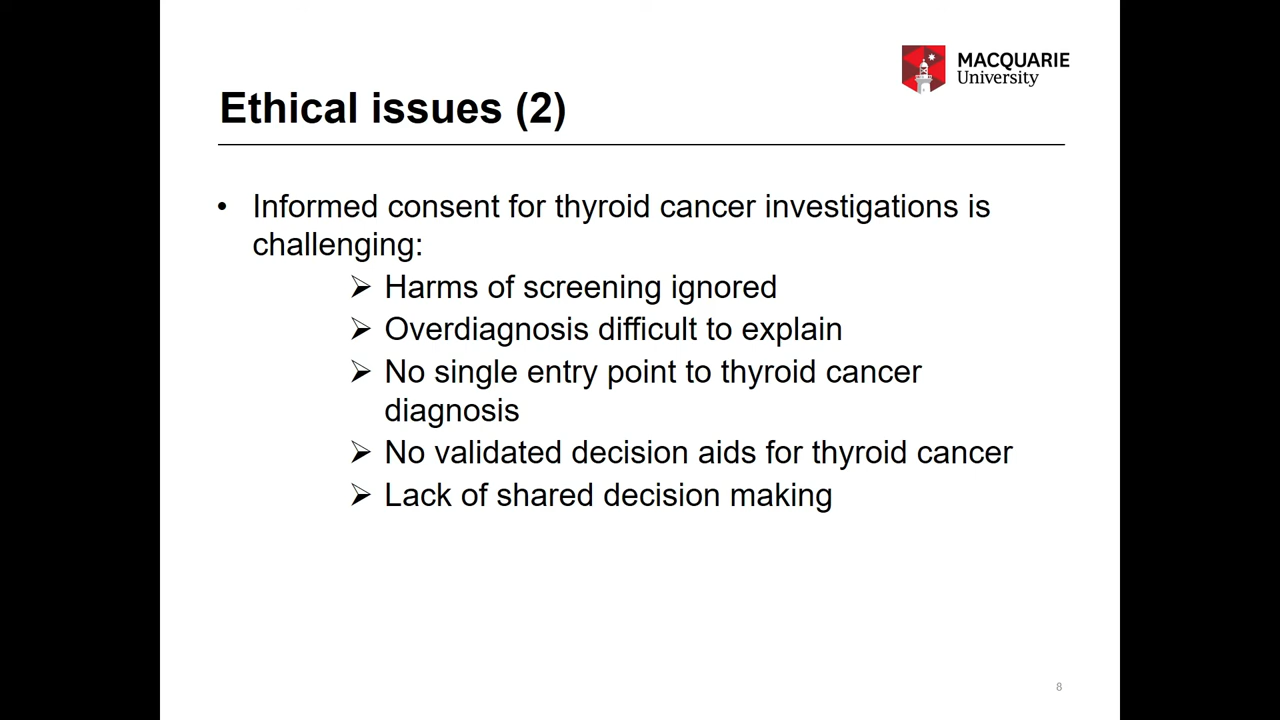 MACQUARIE
University
Ethical issues (2)
• Informed consent for thyroid cancer investigations is
challenging:
➢ Harms of screening ignored
➢ Overdiagnosis difficult to explain
➢ No single entry point to thyroid cancer
diagnosis
➢ No validated decision aids for thyroid cancer
➢ Lack of shared decision making
8